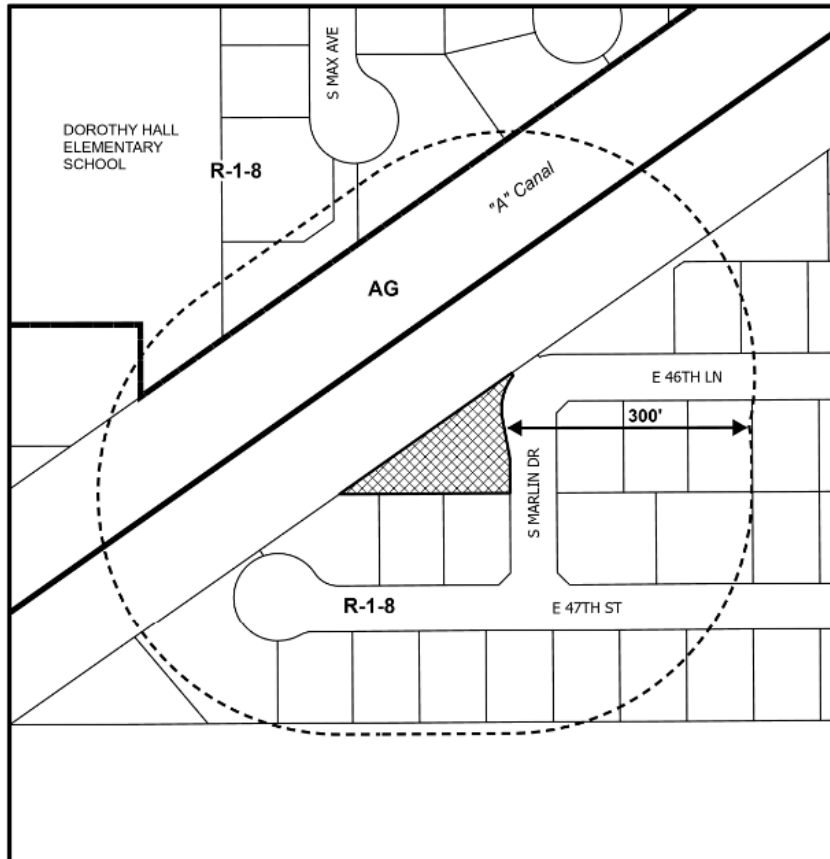 S MAX AVE
DOROTHY HALL
ELEMENTARY
SCHOOL
R-1-8
"A" Canal
AG
E 46TH LN
300'
S MARLIN DR
R-1-8
E 47TH ST